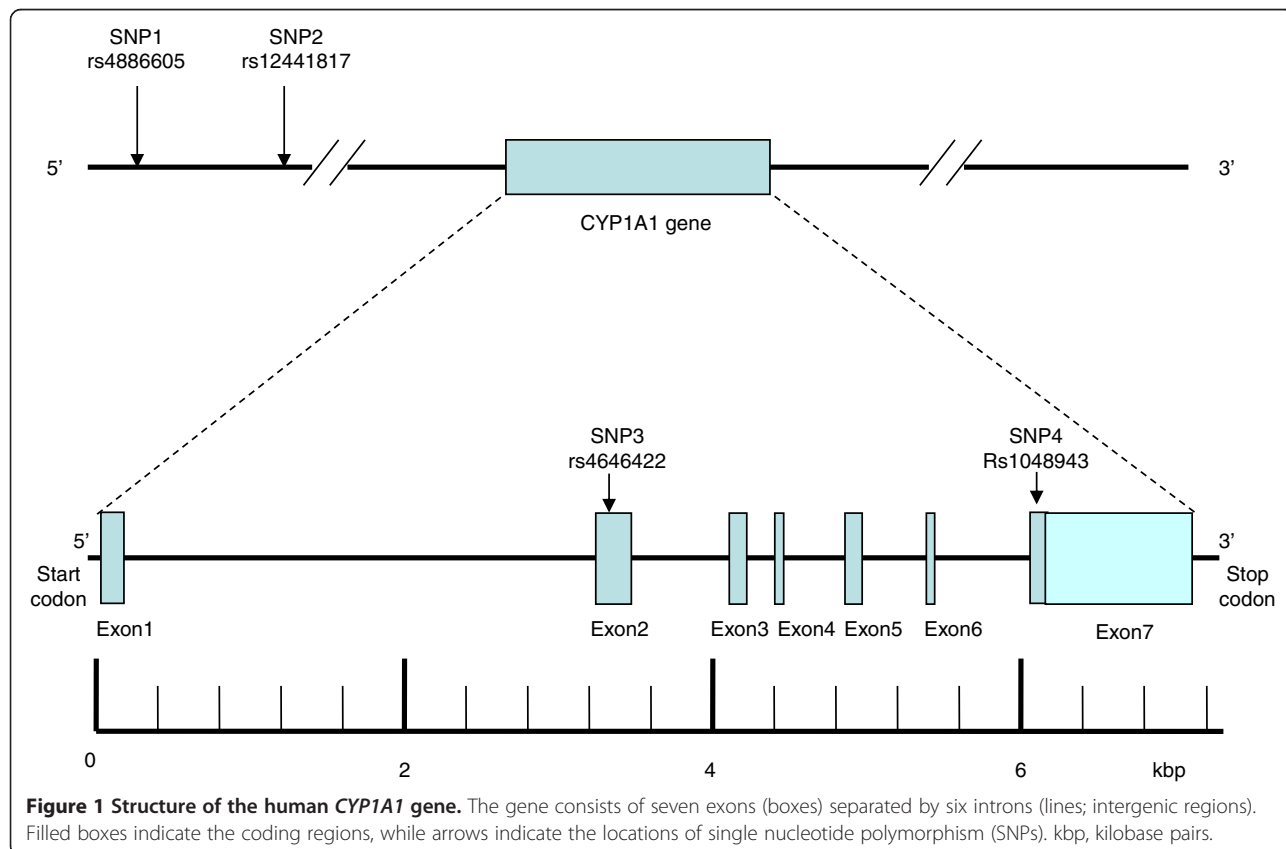 SNP1 SNP2
rs4886605 rs12441817
5’ 3’
CYP1A1 gene
SNP3 SNP4
rs4646422 Rs1048943
5’ 3’
Start Stop
codon codon
Exon1 Exon2 Exon3 Exon4 Exon5 Exon6 Exon7
0 2 4 6 kbp
Figure 1 Structure of the human CYP1A1 gene. The gene consists of seven exons (boxes) separated by six introns (lines; intergenic regions).
Filled boxes indicate the coding regions, while arrows indicate the locations of single nucleotide polymorphism (SNPs). kbp, kilobase pairs.